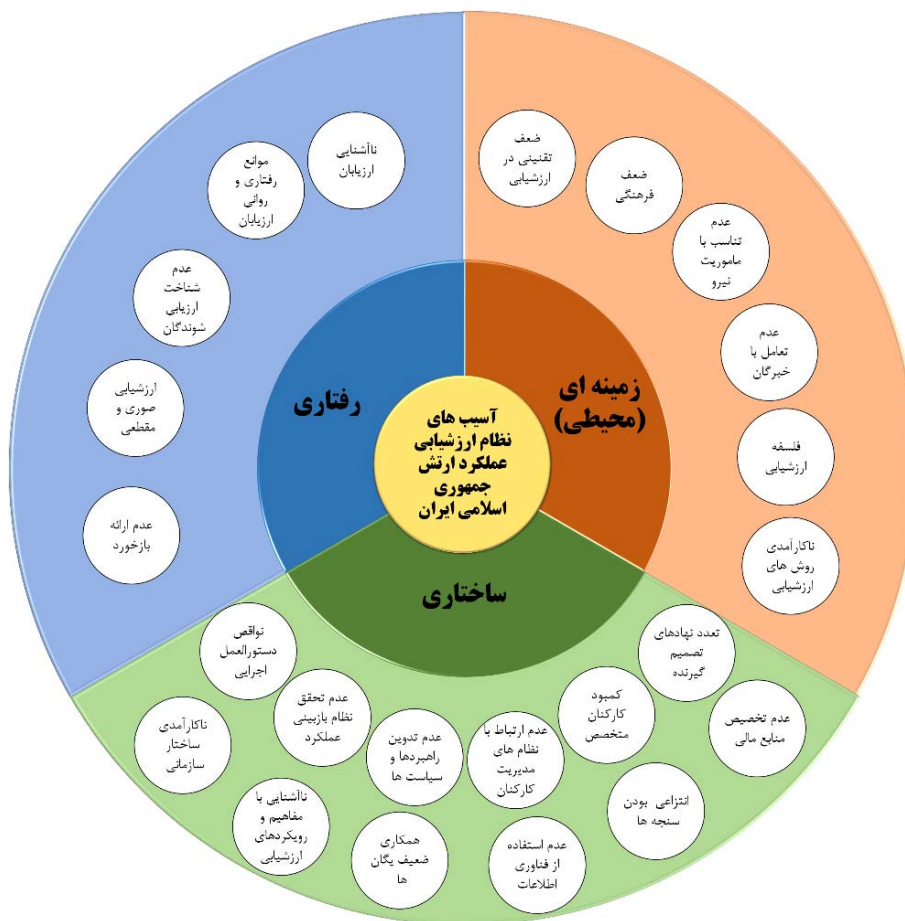 آسیب های
نظام ارزشیابی
عملکرد ارتش
جمهوری
اسلامی ایران
زمینه ای
(محیطی)
ضعف
تقنینی در
ارزشیابی
ضعف
فرهنگی
عدم
تناسب با
ماموریت
نیرو
عدم
تعامل با
خبرگان
فلسفه
ارزشیابی
ناکارآمدی
روش های
ارزشیابی
رفتاری
ناآشنایی
ارزیابان
موانع
رفتاری و
روانی
ارزیابان
عدم
شناخت
ارزیابی
شوندگان
ارزشیابی
صوری و
مقطعی
عدم ارائه
بازخورد
ساختاری
تعدد نهادهای
تصمیم
گیرنده
عدم تخصیص
منابع مالی
کمبود
کارکنان
متخصص
انتزاعی بودن
سنجه ها
عدم ارتباط با
نظام های
مدیریت
کارکنان
عدم استفاده
از فناوری
اطلاعات
عدم تدوین
راهبردها و
سیاست ها
همکاری
ضعیف یگان
ها
عدم تحقق
نظام بازبینی
عملکرد
ناآشنایی با
مفاهیم و
رویکردهای
ارزشیابی
نواقص
دستورالعمل
اجرایی
ناکارآمدی
ساختار
سازمانی